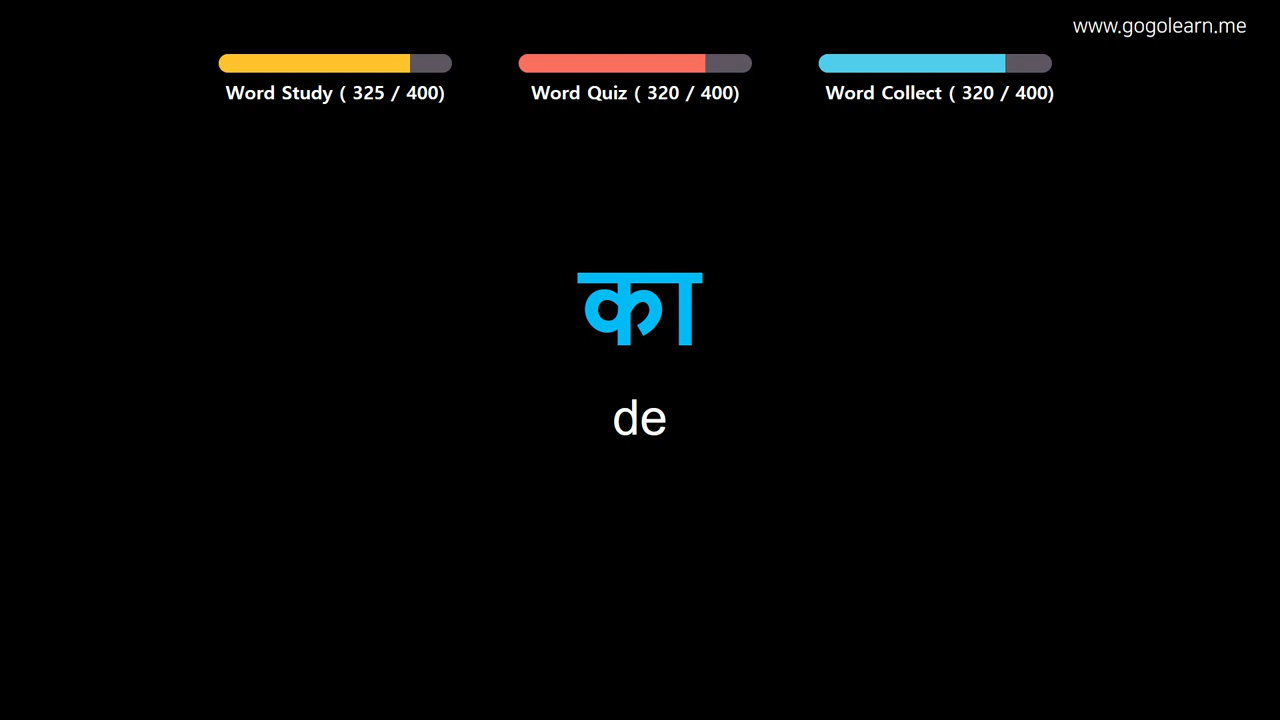 www.gogolearn.me
Word Study ( 325 / 400)
Word Quiz ( 320 / 400)
Word Collect ( 320 / 400)
का
de